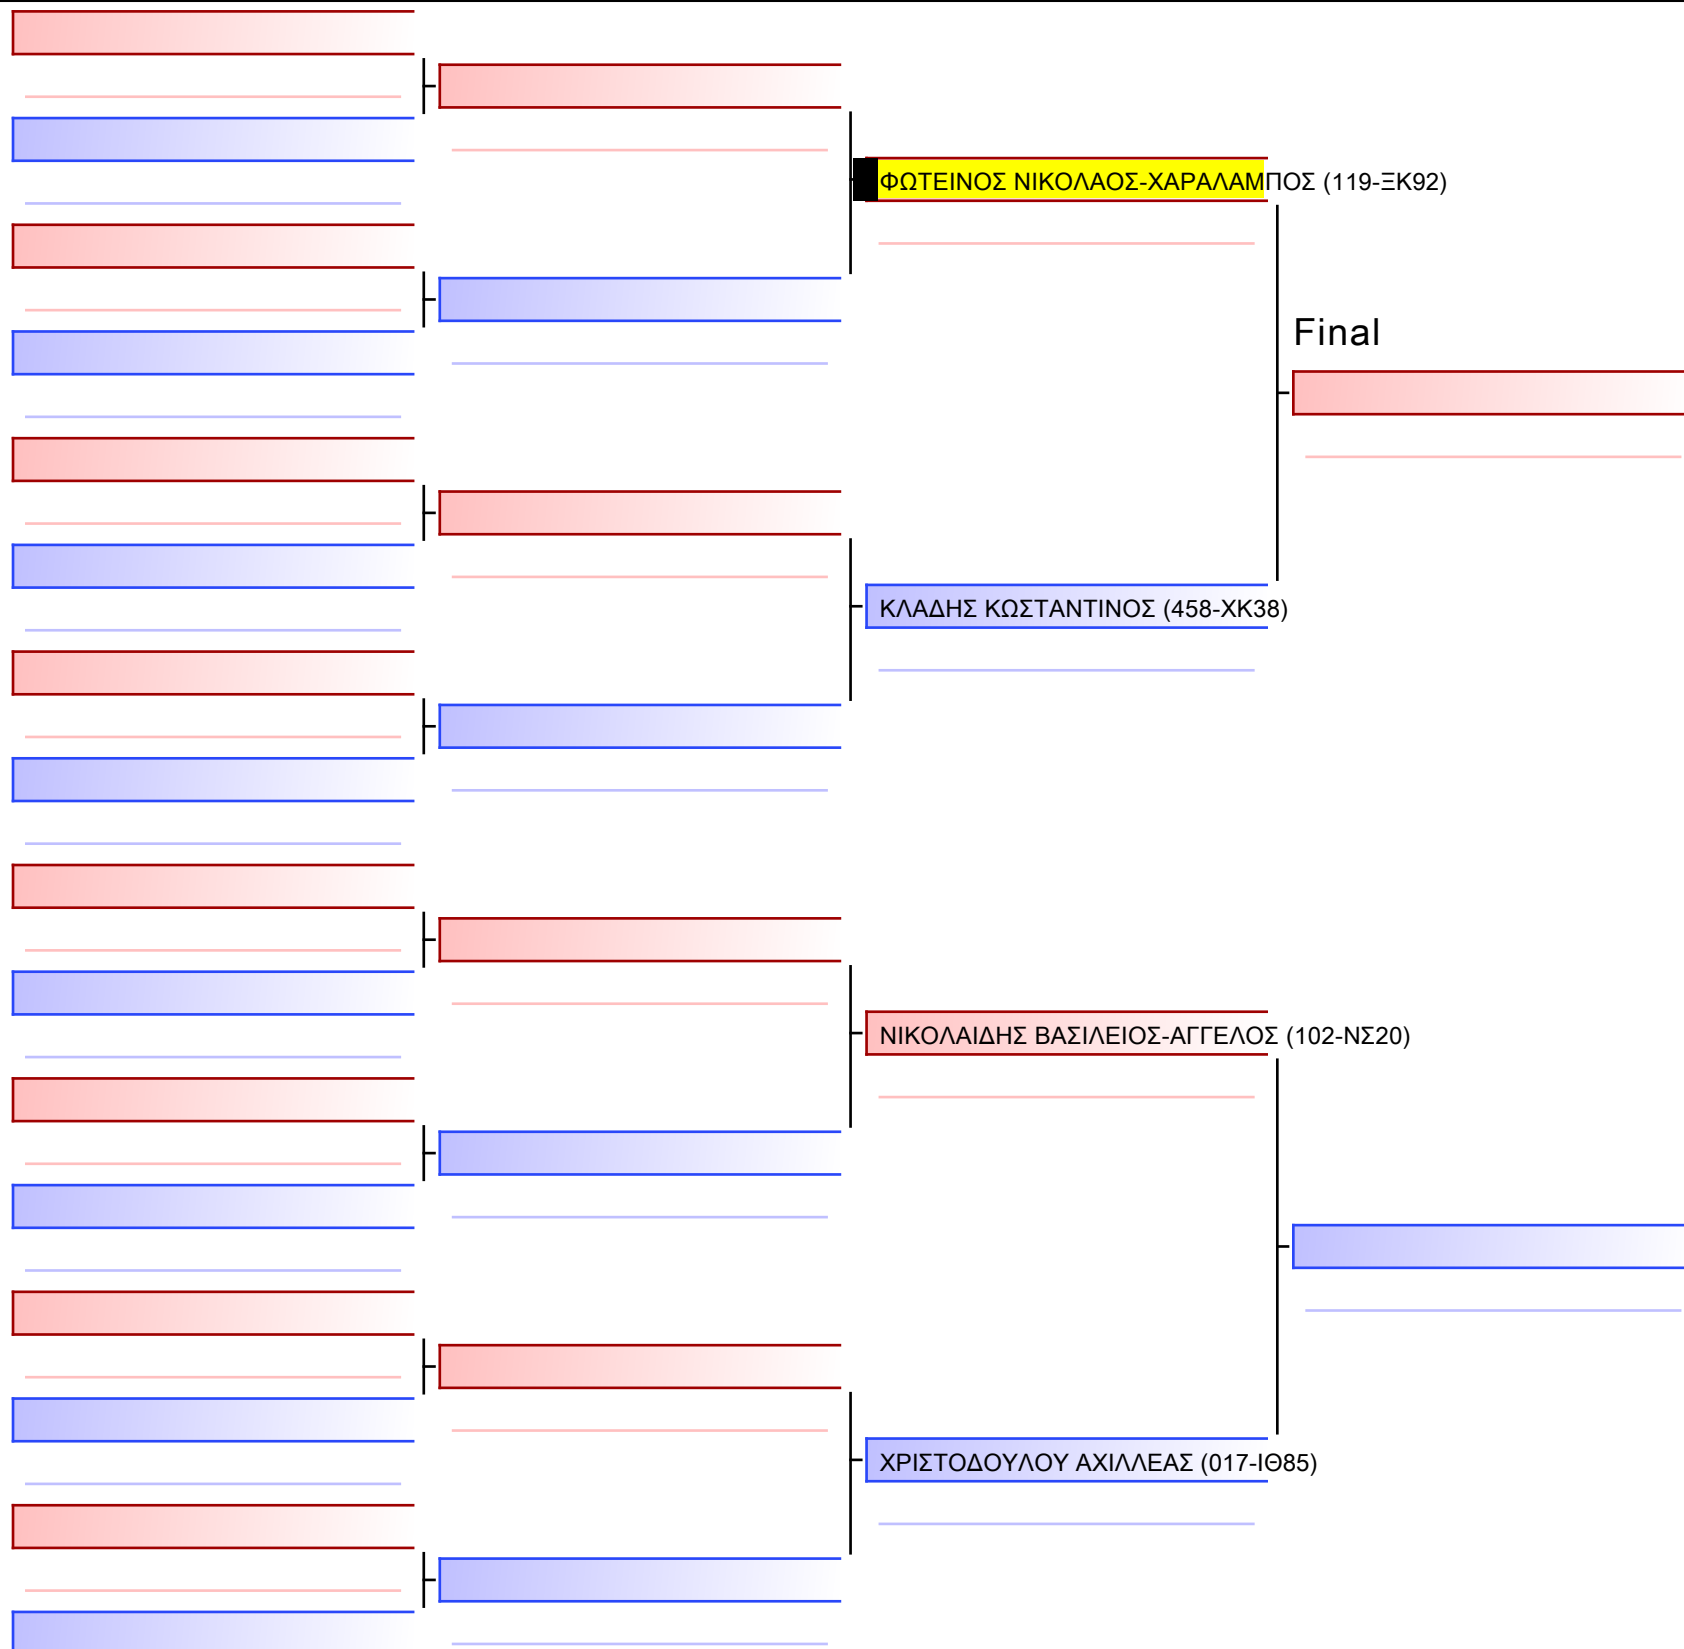 ΦΩΤΕΙΝΟΣ ΝΙΚΟΛΑΟΣ-ΧΑΡΑΛΑΜΠΟΣ (119-ΞΚ92)
Final
ΚΛΑΔΗΣ ΚΩΣΤΑΝΤΙΝΟΣ (458-ΧΚ38)
ΝΙΚΟΛΑΙΔΗΣ ΒΑΣΙΛΕΙΟΣ-ΑΓΓΕΛΟΣ (102-ΝΣ20)
ΧΡΙΣΤΟΔΟΥΛΟΥ ΑΧΙΛΛΕΑΣ (017-ΙΘ85)